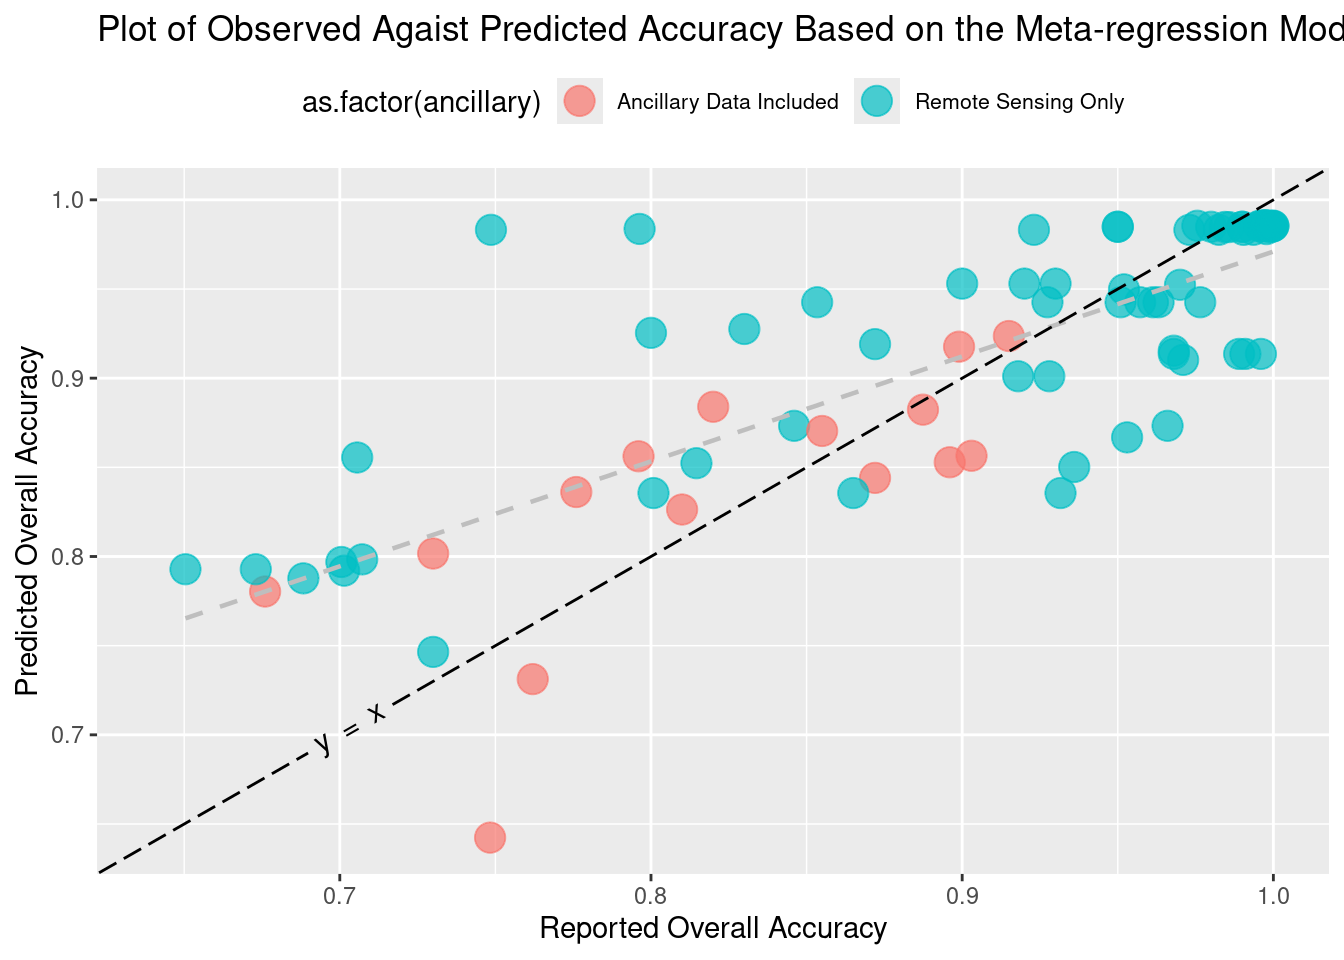 Plot of Observed Agaist Predicted Accuracy Based on the Meta-regression Mod
as.factor(ancillary) Ancillary Data Included Remote Sensing Only
1.0
0.9
0.8
0.7
Predicted Overall Accuracy
y = x
0.7 0.8 0.9 1.0
Reported Overall Accuracy